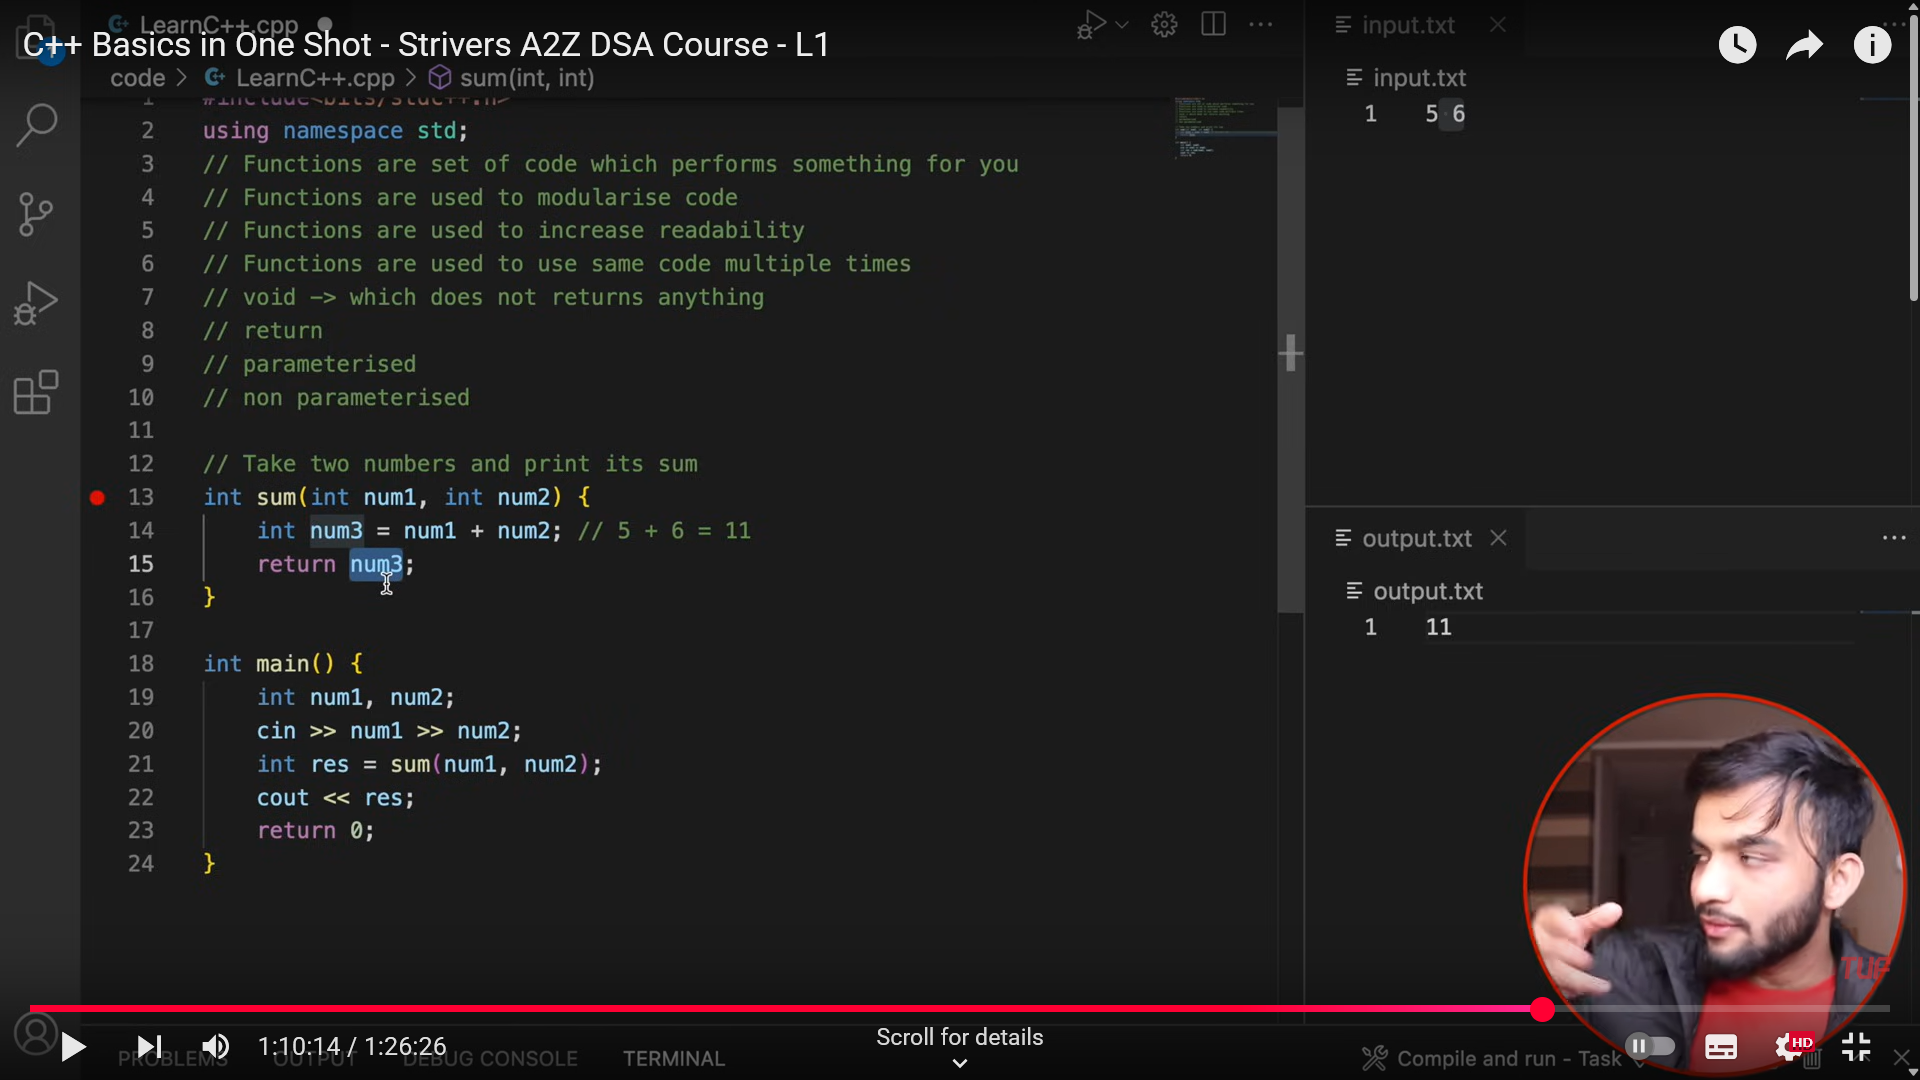 LearnC++.cpp
C++ Basics in One Shot - Strivers A2Z DSA Course - L1
code > LearnC++.cpp > sum(int, int)
1 #include<bits/stdc++.h>
2 using namespace std;
3 // Functions are set of code which performs something for you
4 // Functions are used to modularise code
5 // Functions are used to increase readability
6 // Functions are used to use same code multiple times
7 // void -> which does not returns anything
8 // return
9 // parameterised
10 // non parameterised
11
12 // Take two numbers and print its sum
13 int sum(int num1, int num2) {
14 int num3 = num1 + num2; // 5 + 6 = 11
15 return num3;
16 }
17
18 int main() {
19 int num1, num2;
20 cin >> num1 >> num2;
21 int res = sum(num1, num2);
22 cout << res;
23 return 0;
24 }
input.txt
input.txt
1 5 6
output.txt
output.txt
1 11
TUF
1:10:14 / 1:26:26
Scroll for details
HD
PROBLEMS OUTPUT DEBUG CONSOLE TERMINAL
Compile and run - Task